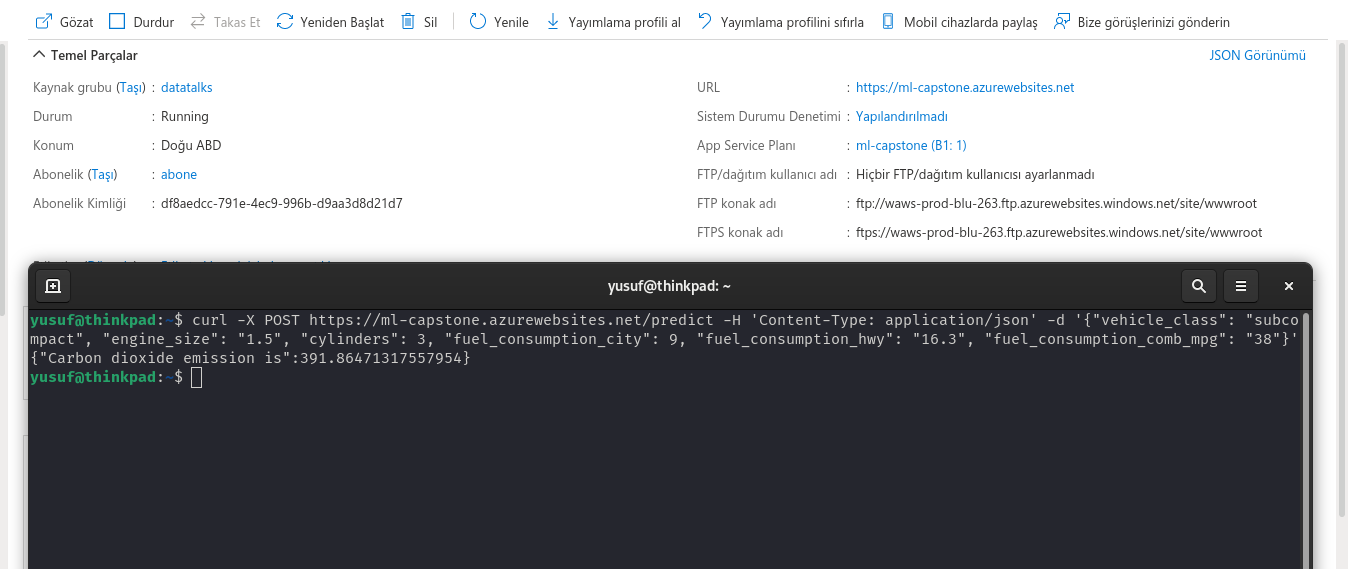 Gözat Durdur Takas Et Yeniden Başlat Sil Yenile Yayımlama profili al Yayımlama profilini sıfırla Mobil cihazlarda paylaş Bize görüşlerinizi gönderin
Temel Parçalar JSON Görünümü
Kaynak grubu (Taşı) : datatalks
Durum : Running
Konum : Doğu ABD
Abonelik (Taşı) : abone
Abonelik Kimliği : df8aedcc-791e-4ec9-996b-d9aa3d8d21d7
URL : https://ml-capstone.azurewebsites.net
Sistem Durumu Denetimi : Yapılandırılmadı
App Service Planı : ml-capstone (B1: 1)
FTP/dağıtım kullanıcı adı : Hiçbir FTP/dağıtım kullanıcısı ayarlanmadı
FTP konak adı : ftp://waws-prod-blu-263.ftp.azurewebsites.windows.net/site/wwwroot
FTPS konak adı : ftps://waws-prod-blu-263.ftp.azurewebsites.windows.net/site/wwwroot
yusuf@thinkpad: ~
yusuf@thinkpad:~$ curl -X POST https://ml-capstone.azurewebsites.net/predict -H 'Content-Type: application/json' -d '{"vehicle_class": "subco
mpact", "engine_size": "1.5", "cylinders": 3, "fuel_consumption_city": 9, "fuel_consumption_hwy": "16.3", "fuel_consumption_comb_mpg": "38"}'
{"Carbon dioxide emission is":391.86471317557954}
yusuf@thinkpad:~$